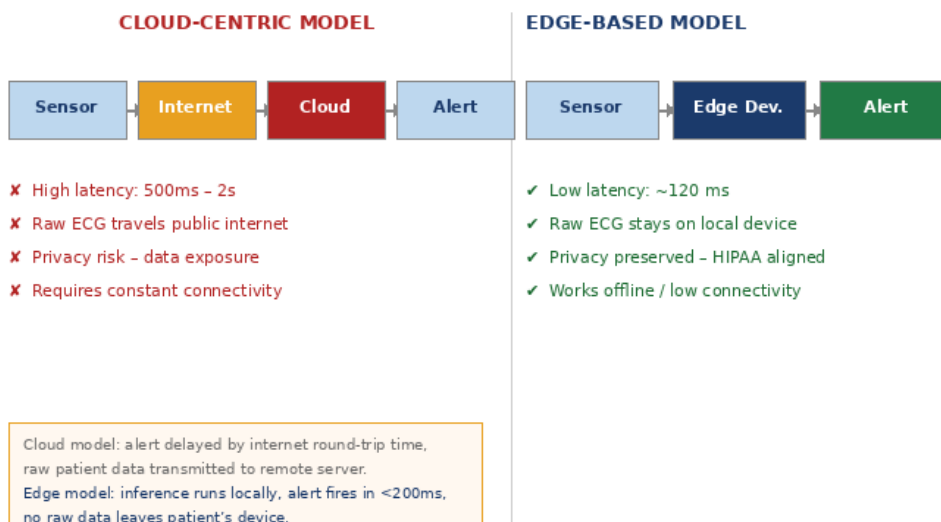 CLOUD-CENTRIC MODEL
Sensor
Internet
Cloud
Alert
✘ High latency: 500ms – 2s
✘ Raw ECG travels public internet
✘ Privacy risk – data exposure
✘ Requires constant connectivity
Cloud model: alert delayed by internet round-trip time,
raw patient data transmitted to remote server.
Edge model: inference runs locally, alert fires in <200ms,
no raw data leaves patient's device.
EDGE-BASED MODEL
Sensor
Edge Dev.
Alert
✔ Low latency: ~120 ms
✔ Raw ECG stays on local device
✔ Privacy preserved – HIPAA aligned
✔ Works offline / low connectivity